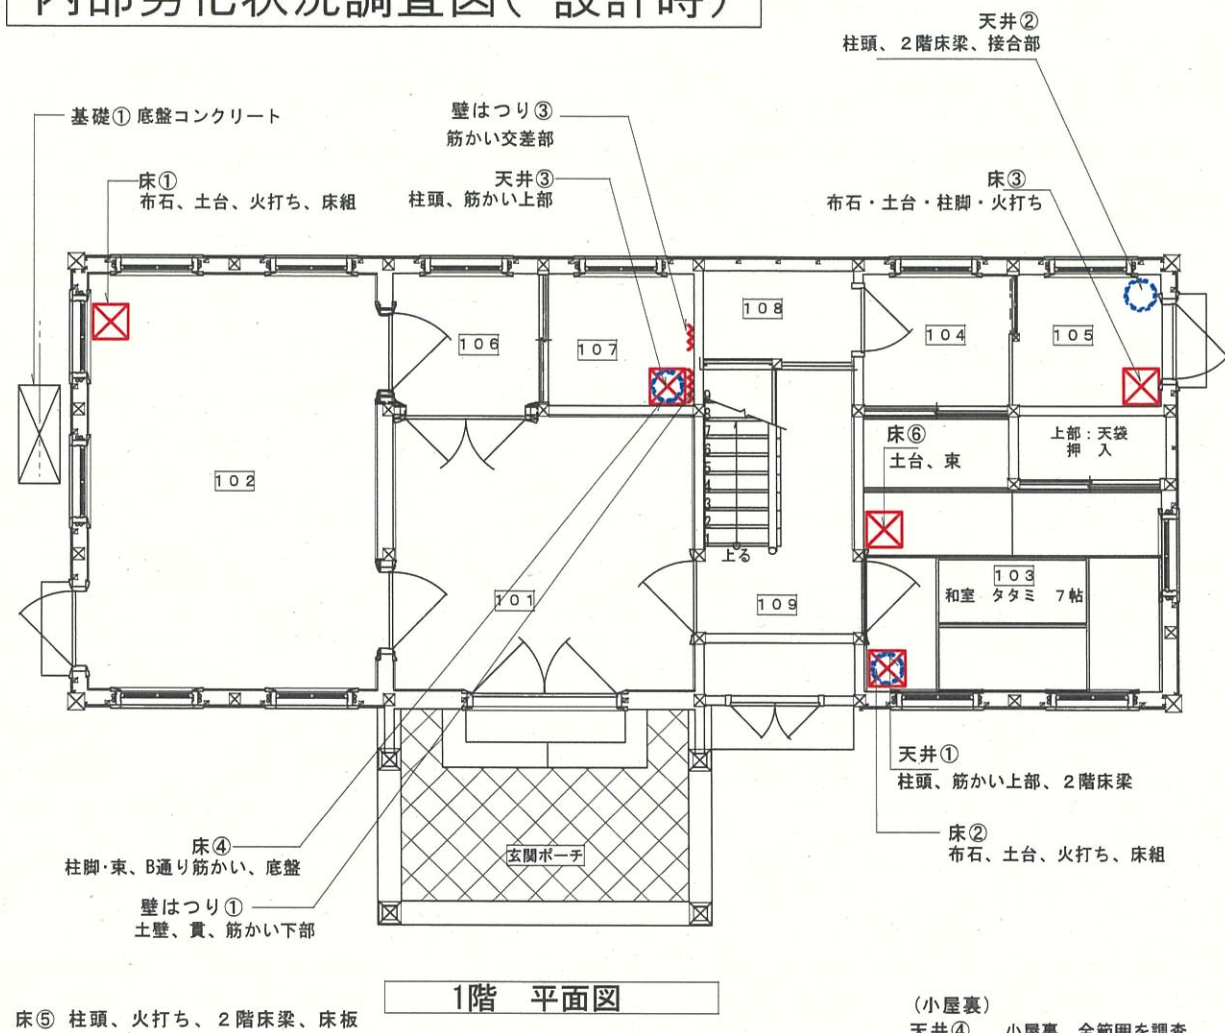 内部劣化状況調査図( 設計時)
天井②
柱頭、２階床梁、接合部
基礎① 底盤コンクリート
壁はつり③
筋かい交差部
床①
布石、土台、火打ち、床組
天井③
柱頭、筋かい上部
床③
布石・土台・柱脚・火打ち
108
106
107
104
105
102
床⑥
土台、束
上部：天袋
押　入
9
8
7
6
5
4
3
2
1
上る
101
109
103
和室　タタミ　７帖
天井①
柱頭、筋かい上部、２階床梁
床②
布石、土台、火打ち、床組
床④
柱脚・束、B通り筋かい、底盤
玄関ポーチ
壁はつり①
土壁、貫、筋かい下部
1階　平面図
床⑤ 柱頭、火打ち、２階床梁、床板
(小屋裏)
天井④　小屋裏　全範囲を調査